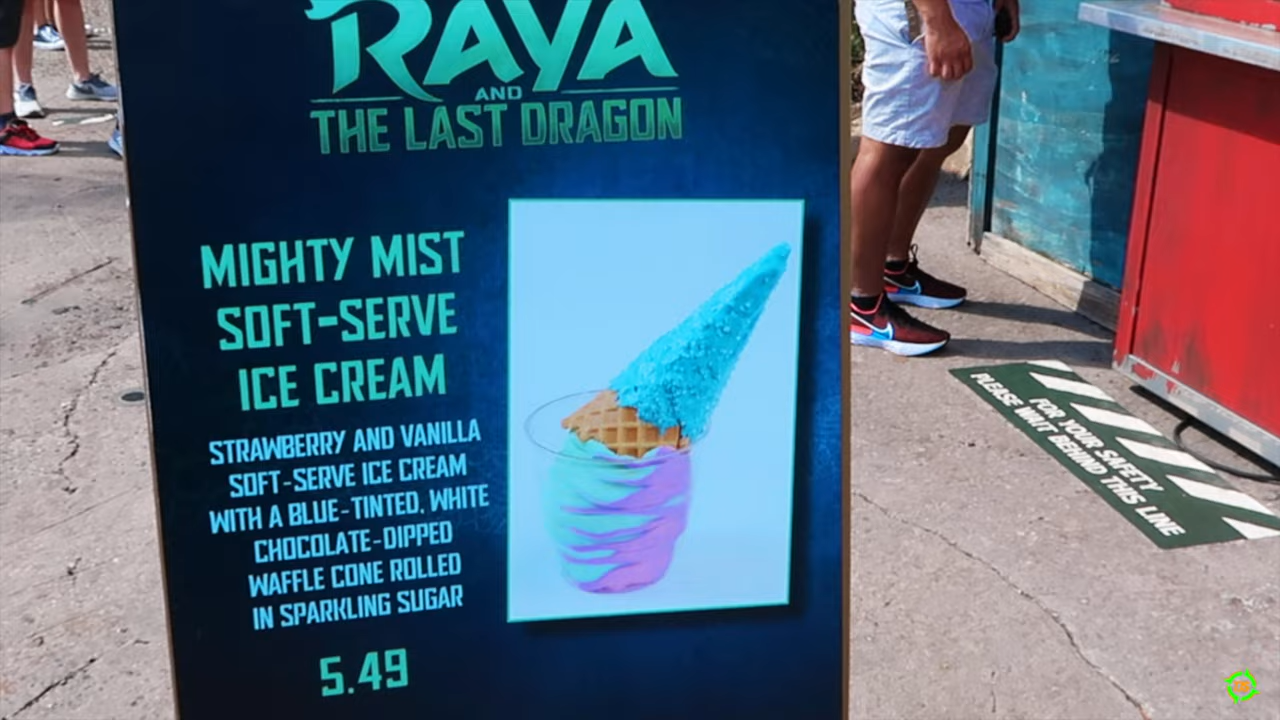 RAYA
AND
THE LAST DRAGON
MIGHTY MIST
SOFT-SERVE
ICE CREAM
STRAWBERRY AND VANILLA
SOFT-SERVE ICE CREAM
WITH A BLUE-TINTED, WHITE
CHOCOLATE-DIPPED
WAFFLE CONE ROLLED
IN SPARKLING SUGAR
5.49
FOR YOUR SAFETY
PLEASE WAIT BEHIND THIS LINE